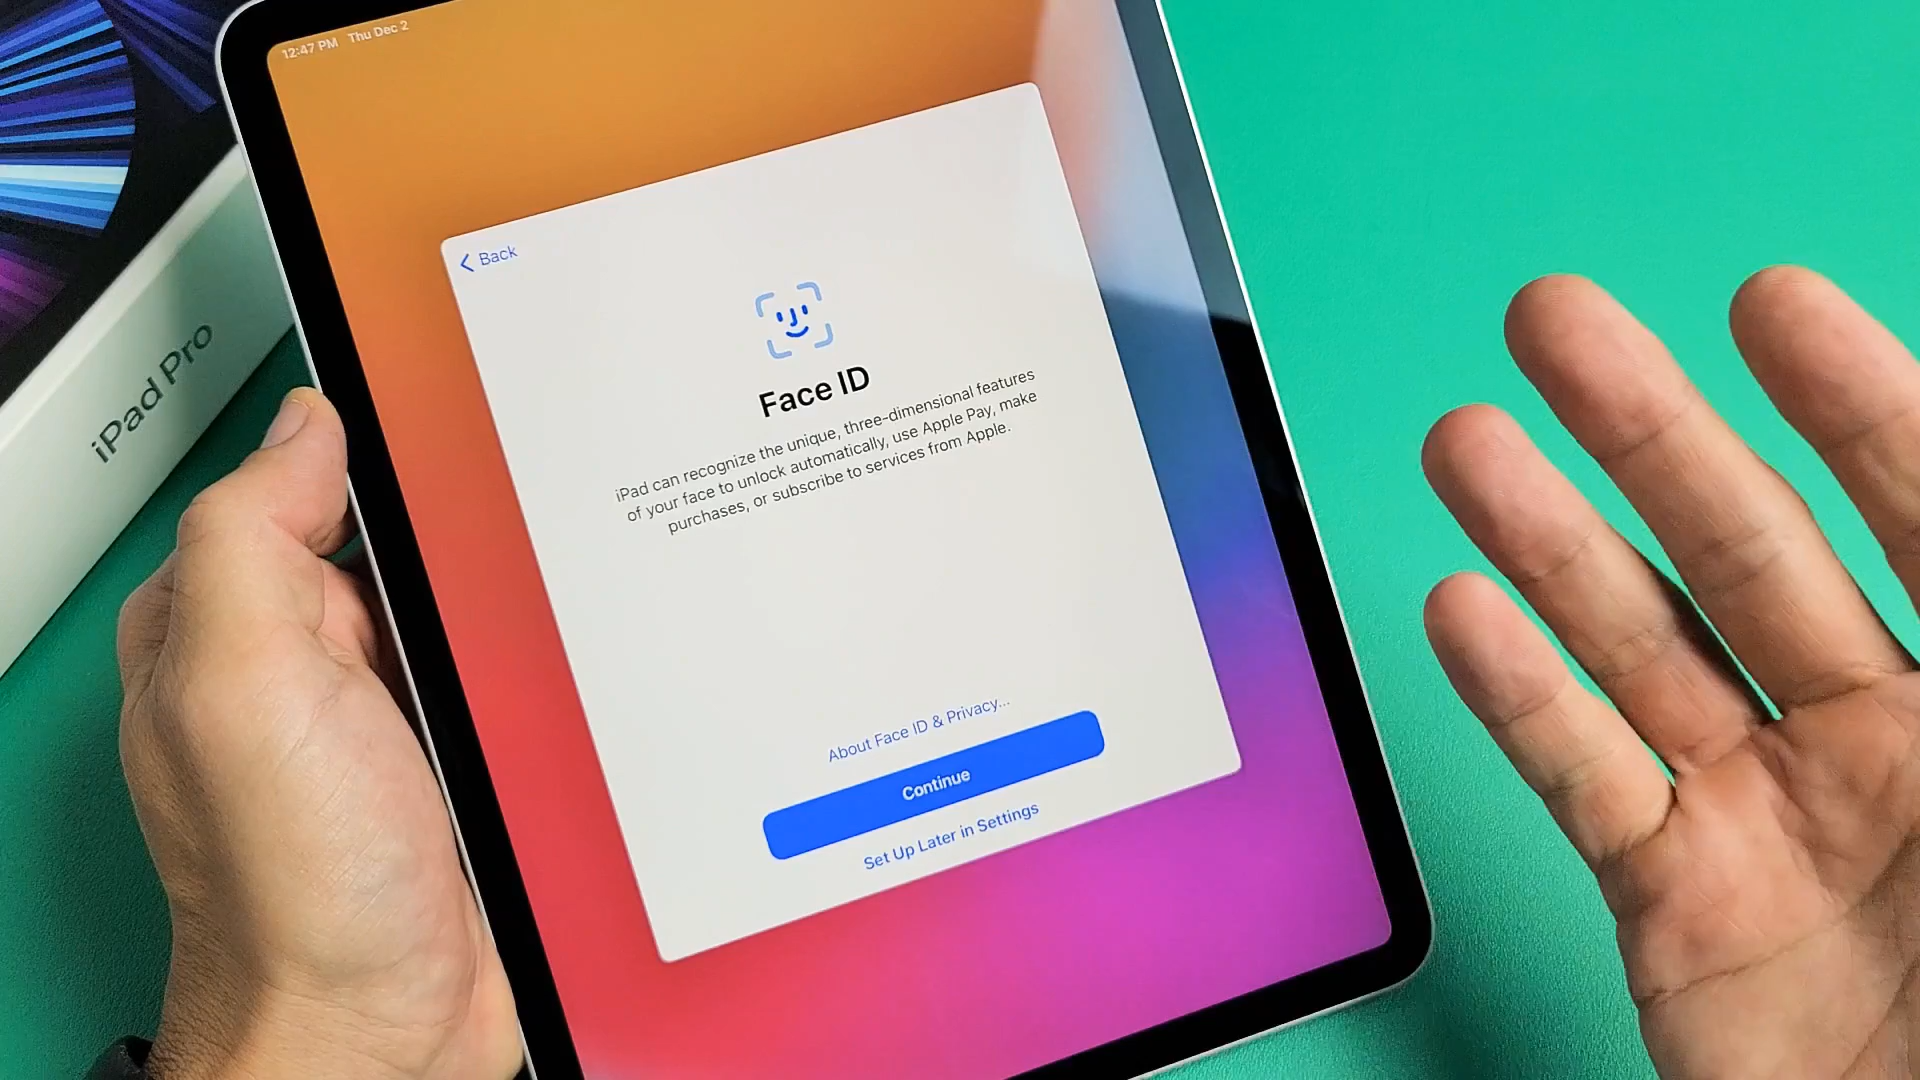 12:47 PM Thu Dec 2
Back
Face ID
iPad can recognize the unique, three-dimensional features
of your face to unlock automatically, use Apple Pay, make
purchases, or subscribe to services from Apple.
About Face ID & Privacy...
Continue
Set Up Later in Settings
iPad Pro